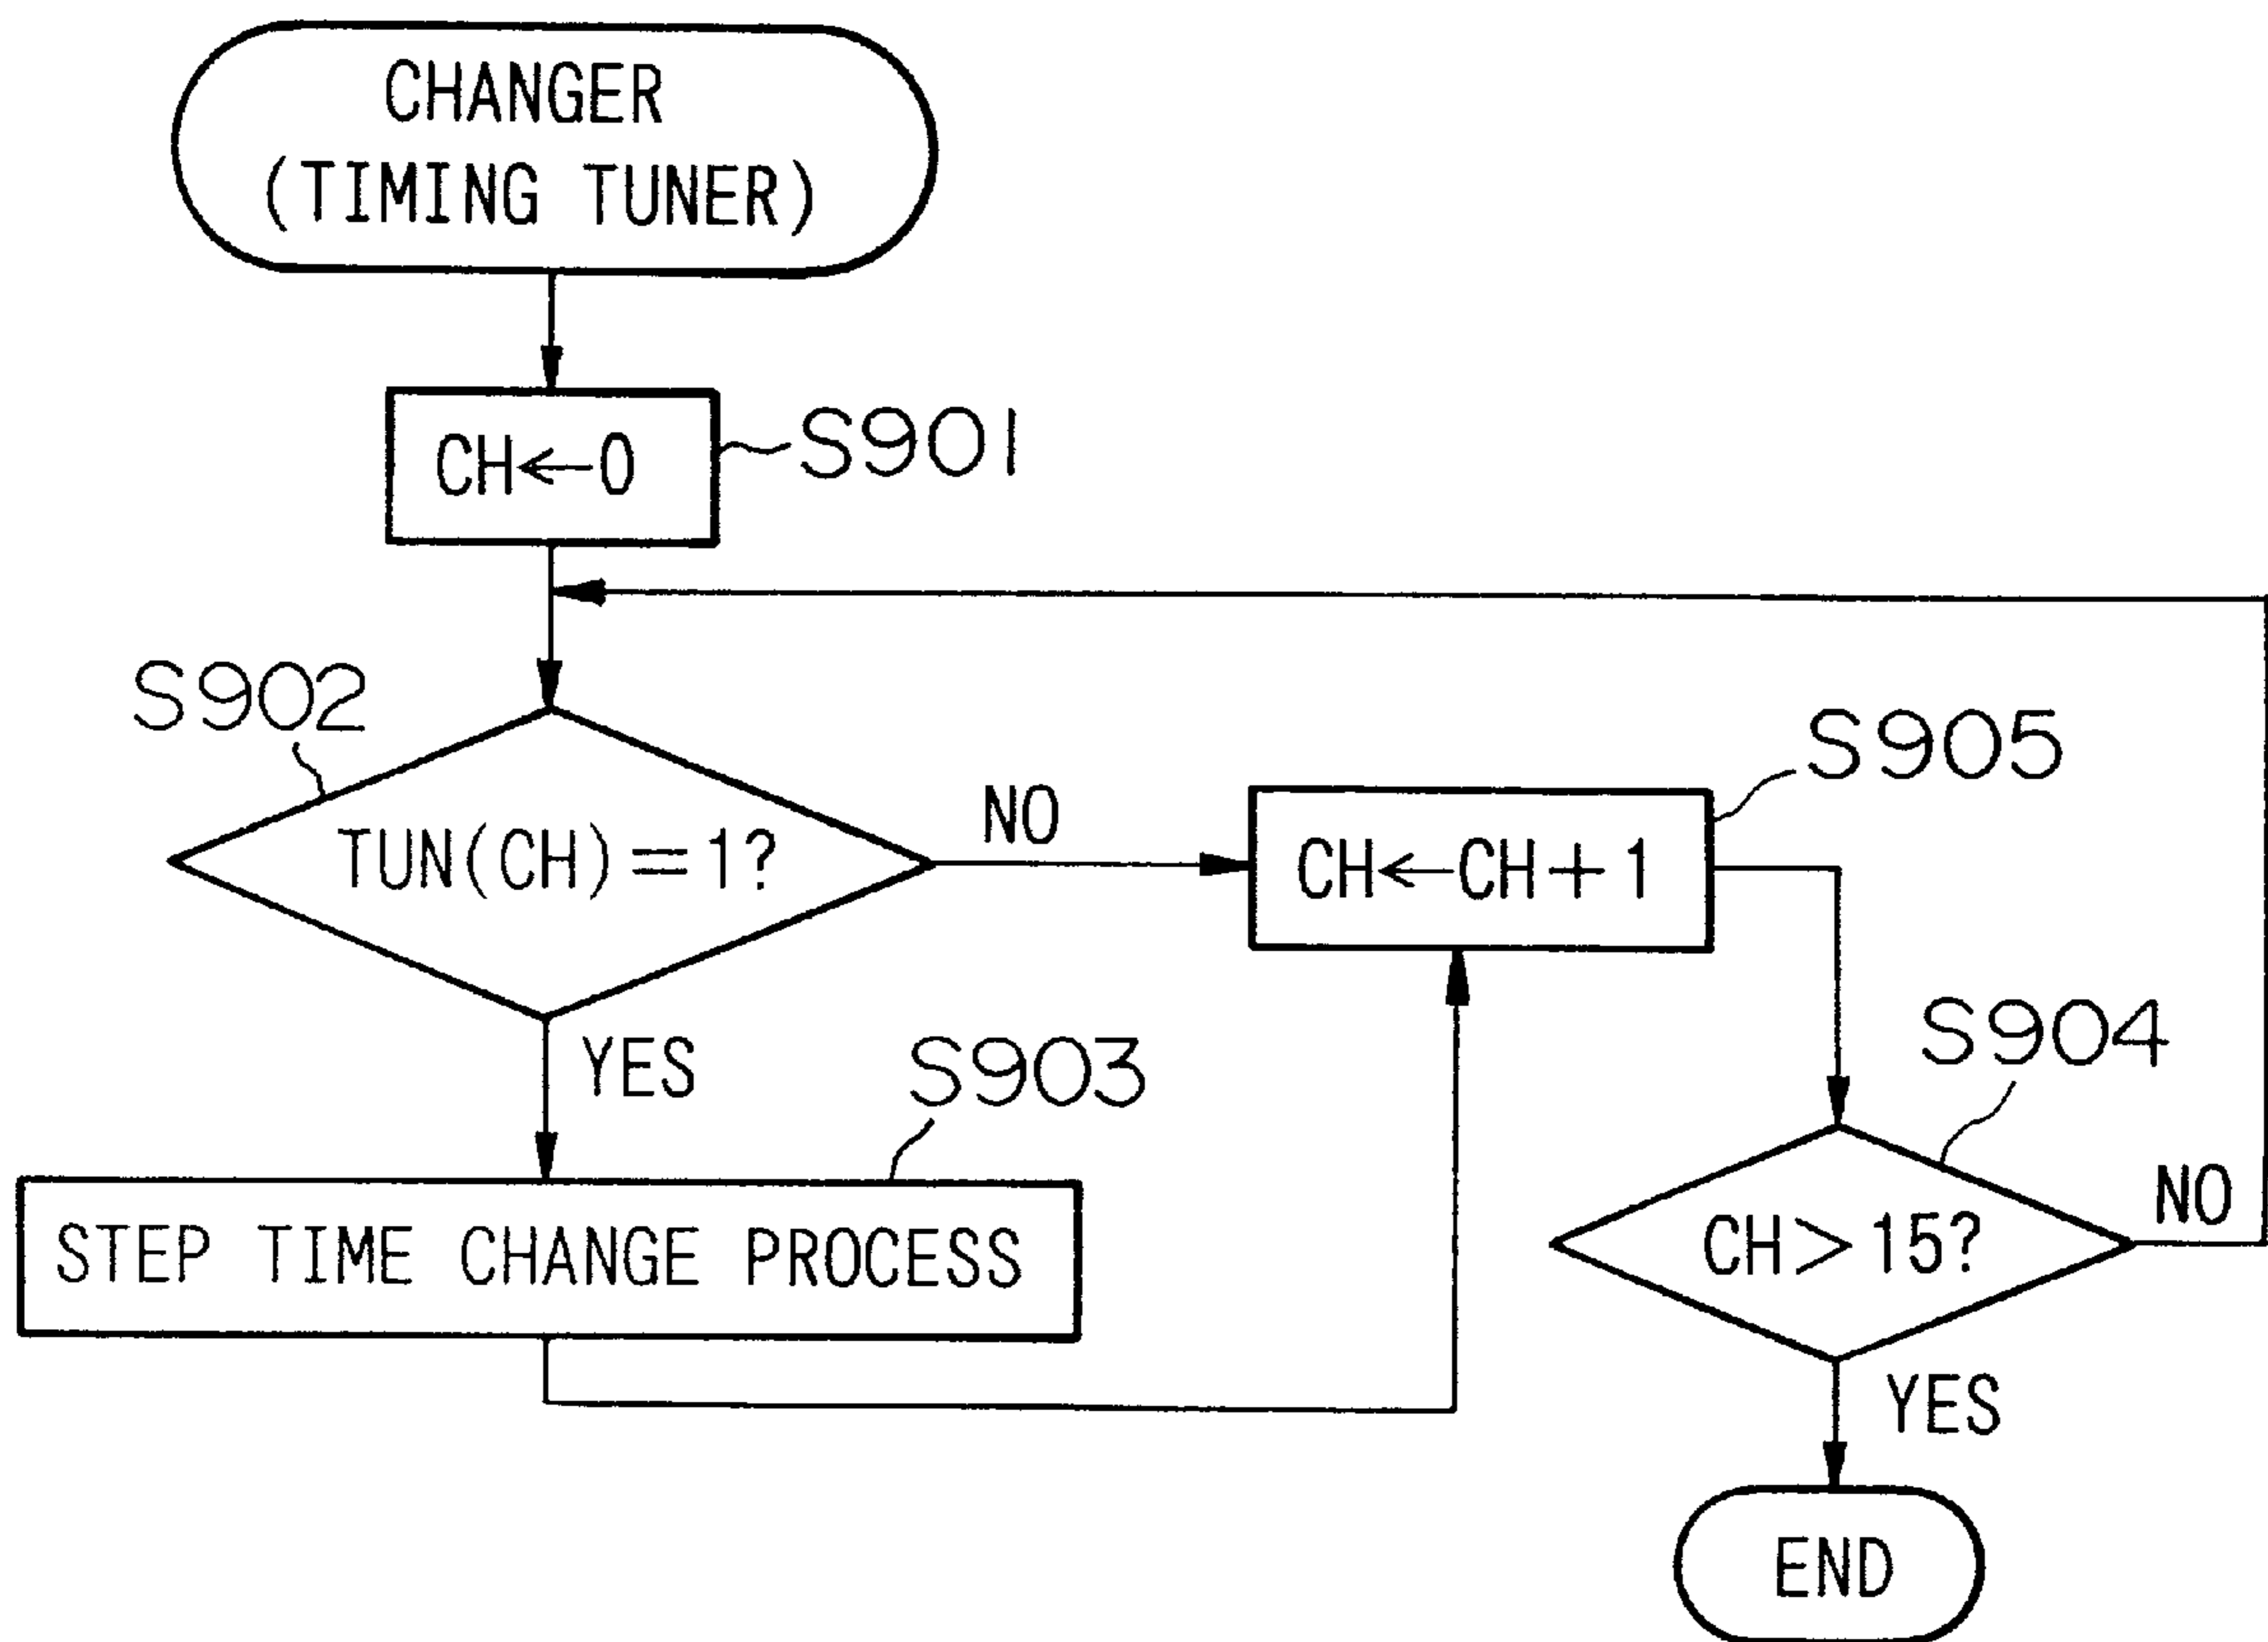 CHANGER
(TIMING TUNER)
CH←0
S901
S902
TUN(CH)=1?
NO
YES
S905
CH←CH+1
S903
STEP TIME CHANGE PROCESS
S904
CH>15?
NO
YES
END